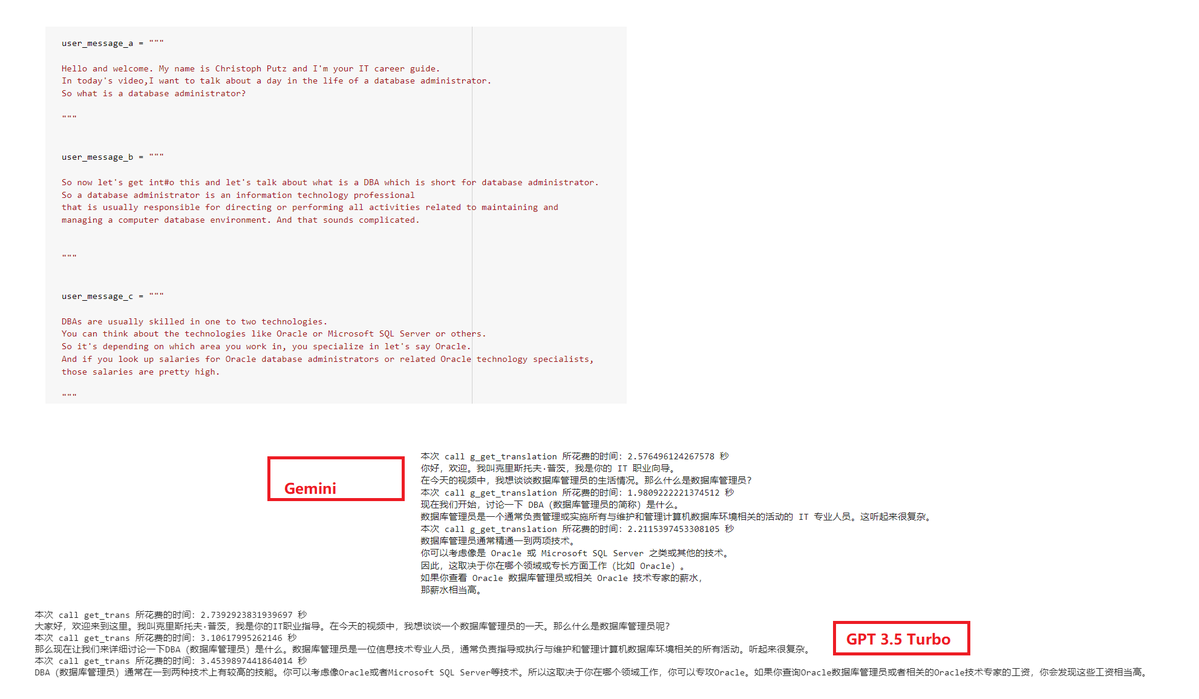 user_message_a = """
Hello and welcome. My name is Christoph Putz and I'm your IT career guide.
In today's video,I want to talk about a day in the life of a database administrator.
So what is a database administrator?
"""
user_message_b = """
So now let's get int#o this and let's talk about what is a DBA which is short for database administrator.
So a database administrator is an information technology professional
that is usually responsible for directing or performing all activities related to maintaining and
managing a computer database environment. And that sounds complicated.
"""
user_message_c = """
DBAs are usually skilled in one to two technologies.
You can think about the technologies like Oracle or Microsoft SQL Server or others.
So it's depending on which area you work in, you specialize in let's say Oracle.
And if you look up salaries for Oracle database administrators or related Oracle technology specialists,
those salaries are pretty high.
"""
Gemini
本次 call g_get_translation 所花费的时间: 2.576496124267578 秒
你好，欢迎。我叫克里斯托夫·普茨，我是你的 IT 职业向导。
在今天的视频中，我想谈谈数据库管理员的生活情况。那么什么是数据库管理员？
本次 call g_get_translation 所花费的时间: 1.9809222221374512 秒
现在我们开始，讨论一下 DBA（数据库管理员的简称）是什么。
数据库管理员是一个通常负责管理或实施所有与维护和管理计算机数据库环境相关的活动的 IT 专业人员。这听起来很复杂。
本次 call g_get_translation 所花费的时间: 2.2115397453308105 秒
数据库管理员通常精通一到两项技术。
你可以考虑像是 Oracle 或 Microsoft SQL Server 之类或其他的技术。
因此，这取决于你在哪个领域或专长方面工作（比如 Oracle）。
如果你查看 Oracle 数据库管理员或相关 Oracle 技术专家的薪水，
那薪水相当高。
本次 call get_trans 所花费的时间: 2.7392923831939697 秒
大家好，欢迎来到这里。我叫克里斯托夫·普茨，我是你的IT职业指导。在今天的视频中，我想谈谈一个数据库管理员的一天。那么什么是数据库管理员呢？
本次 call get_trans 所花费的时间: 3.10617995262146 秒
那么现在让我们来详细讨论一下DBA（数据库管理员）是什么。数据库管理员是一位信息技术专业人员，通常负责指导或执行与维护和管理计算机数据库环境相关的所有活动。听起来很复杂。
GPT 3.5 Turbo
本次 call get_trans 所花费的时间: 3.4539897441864014 秒
DBA（数据库管理员）通常在一到两种技术上有较高的技能。你可以考虑像Oracle或者Microsoft SQL Server等技术。所以这取决于你在哪个领域工作，你可以专攻Oracle。如果你查询Oracle数据库管理员或者相关的Oracle技术专家的工资，你会发现这些工资相当高。